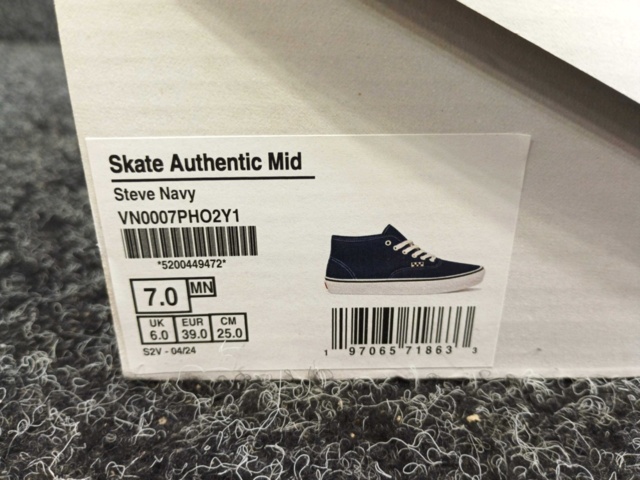 Skate Authentic Mid
Steve Navy
VN0007PHO2Y1
*5200449472*
7.0 MN
UK EUR CM
6.0 39.0 25.0
S2V - 04/24
1 97065 71863 3